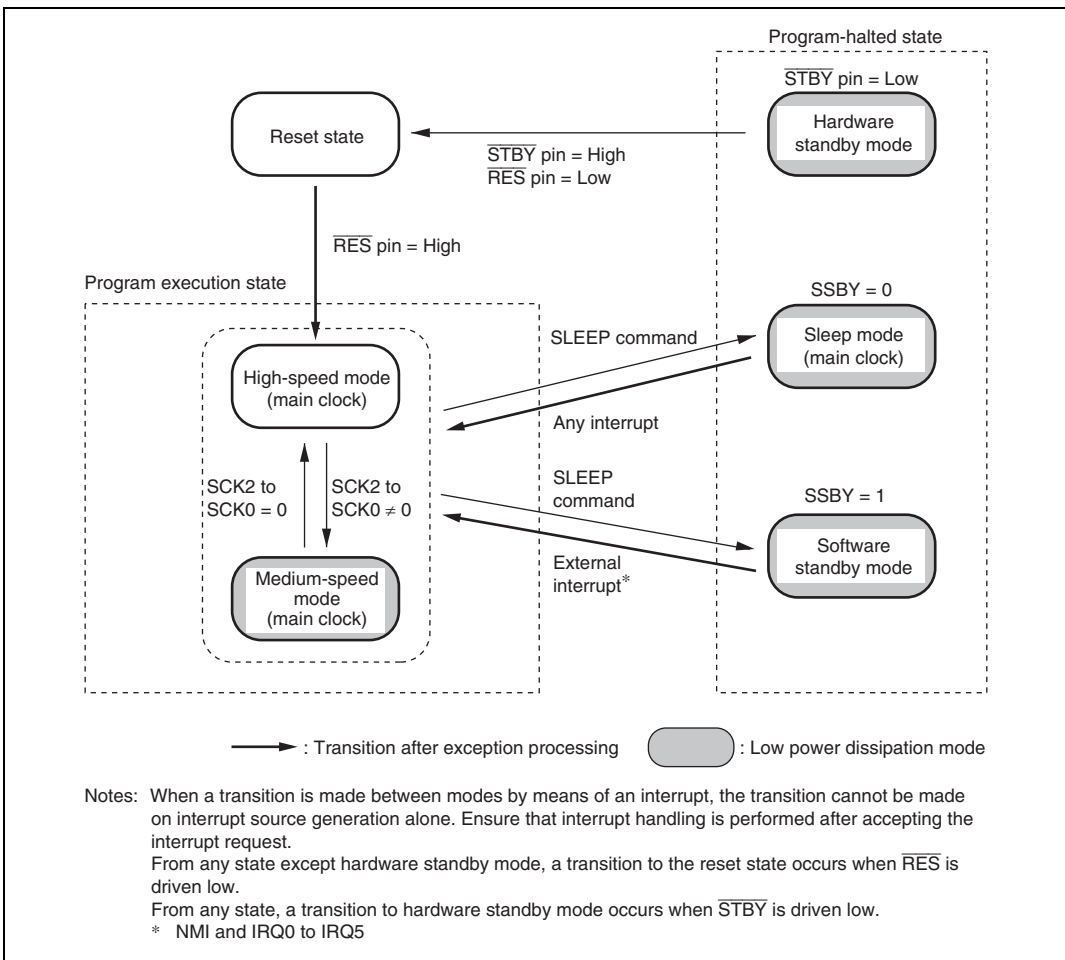 Program-halted state
S̅T̅B̅Y̅ pin = Low
Hardware
standby mode
Reset state
S̅T̅B̅Y̅ pin = High
R̅E̅S̅ pin = Low
R̅E̅S̅ pin = High
Program execution state
High-speed mode
(main clock)
SCK2 to
SCK0 = 0
SCK2 to
SCK0 ≠ 0
Medium-speed
mode
(main clock)
SLEEP command
Any interrupt
SSBY = 0
Sleep mode
(main clock)
SLEEP
command
External
interrupt*
SSBY = 1
Software
standby mode
: Transition after exception processing
: Low power dissipation mode
Notes: When a transition is made between modes by means of an interrupt, the transition cannot be made
on interrupt source generation alone. Ensure that interrupt handling is performed after accepting the
interrupt request.
From any state except hardware standby mode, a transition to the reset state occurs when R̅E̅S̅ is
driven low.
From any state, a transition to hardware standby mode occurs when S̅T̅B̅Y̅ is driven low.
* NMI and IRQ0 to IRQ5